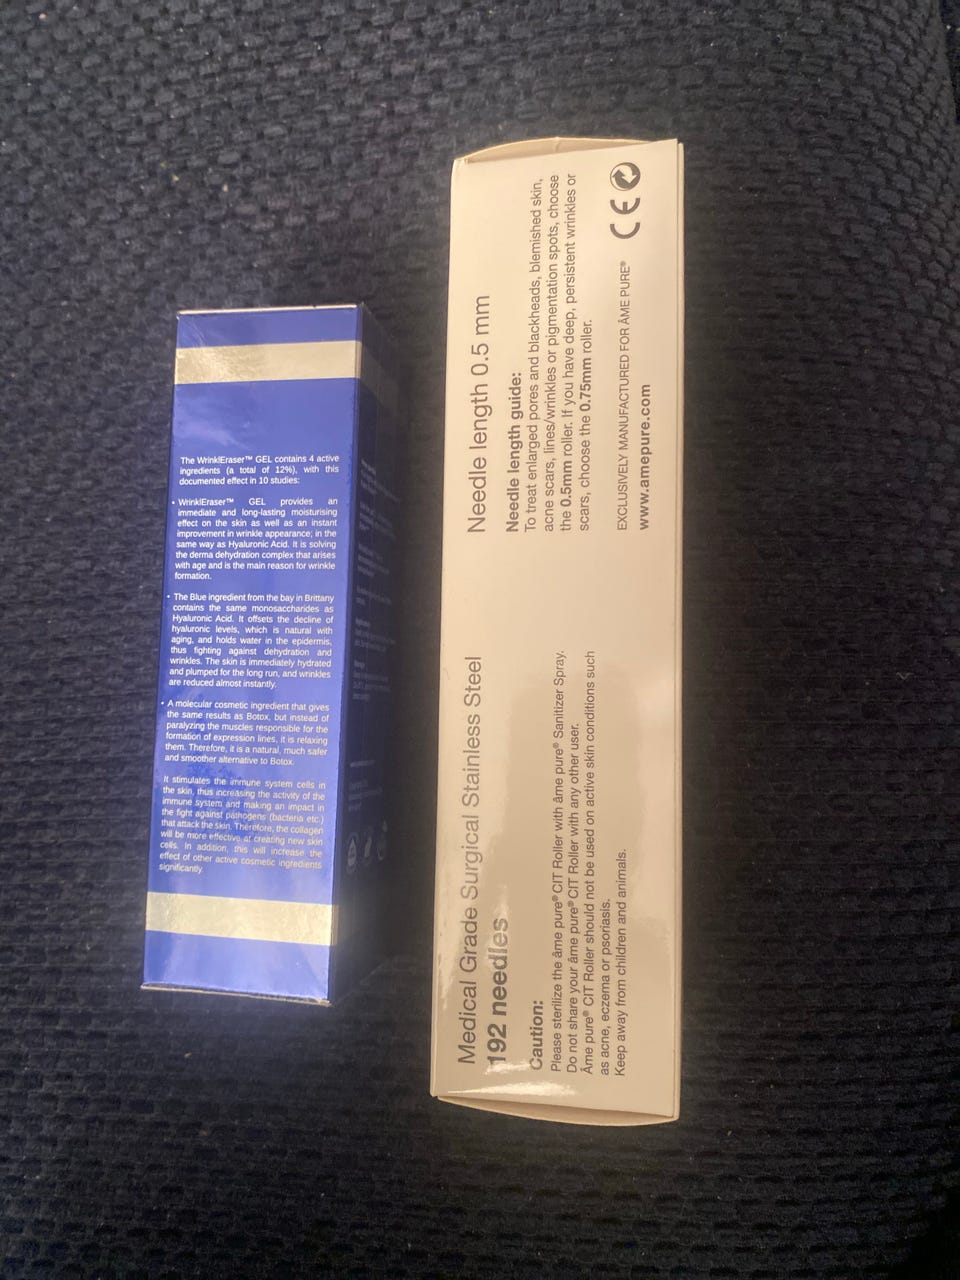 The WrinklEraser™ GEL contains 4 active
ingredients (a total of 12%), with this
documented effect in 10 studies:
• WrinklEraser™ GEL provides an
immediate and long-lasting moisturising
effect on the skin as well as an instant
improvement in wrinkle appearance; in the
same way as Hyaluronic Acid. It is solving
the derma dehydration complex that arises
with age and is the main reason for wrinkle
formation.
• The Blue ingredient from the bay in Brittany
contains the same monosaccharides as
Hyaluronic Acid. It offsets the decline of
hyaluronic levels, which is natural with
aging, and holds water in the epidermis,
thus fighting against dehydration and
wrinkles. The skin is immediately hydrated
and plumped for the long run, and wrinkles
are reduced almost instantly.
• A molecular cosmetic ingredient that gives
the same results as Botox, but instead of
paralyzing the muscles responsible for the
formation of expression lines, it is relaxing
them. Therefore, it is a natural, much safer
and smoother alternative to Botox.
It stimulates the immune system cells in
the skin, thus increasing the activity of the
immune system and making an impact in
the fight against pathogens (bacteria etc.)
that attack the skin. Therefore, the collagen
will be more effective at creating new skin
cells. In addition, this will increase the
effect of other active cosmetic ingredients
significantly.
Medical Grade Surgical Stainless Steel
192 needles
Caution:
Please sterilize the âme pure® CIT Roller with âme pure® Sanitizer Spray.
Do not share your âme pure® CIT Roller with any other user.
Âme pure® CIT Roller should not be used on active skin conditions such
as acne, eczema or psoriasis.
Keep away from children and animals.
Needle length 0.5 mm
Needle length guide:
To treat enlarged pores and blackheads, blemished skin,
acne scars, lines/wrinkles or pigmentation spots, choose
the 0.5mm roller. If you have deep, persistent wrinkles or
scars, choose the 0.75mm roller.
EXCLUSIVELY MANUFACTURED FOR ÂME PURE®
www.amepure.com
CE